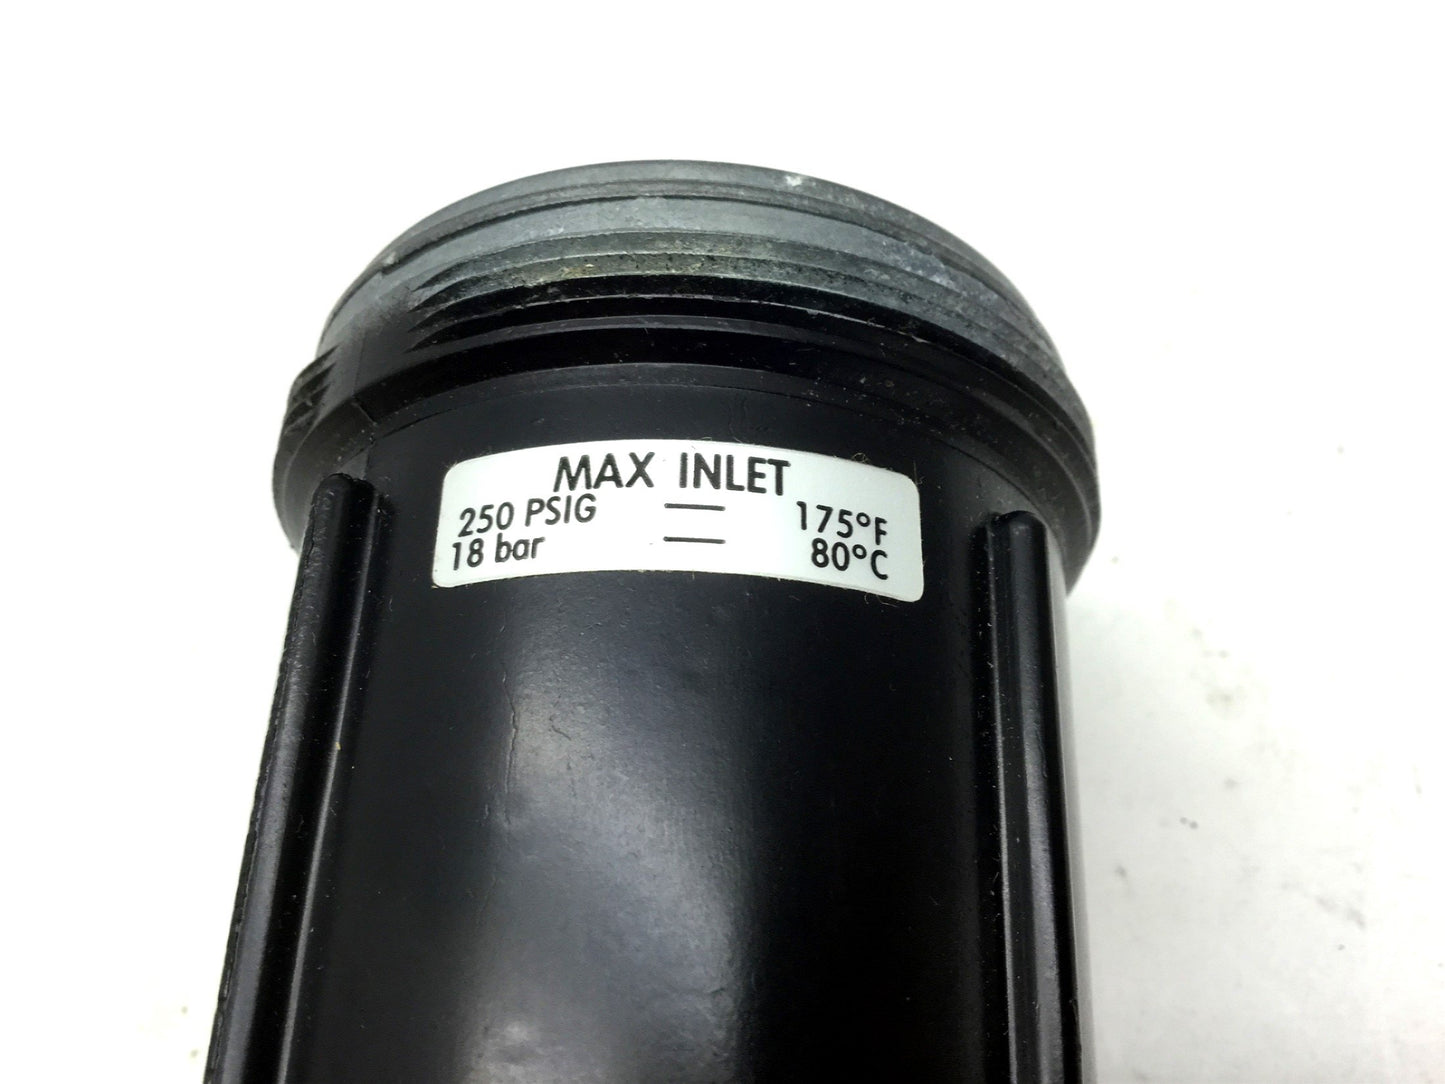 MAX INLET
250 PSIG — 175°F
18 bar — 80°C